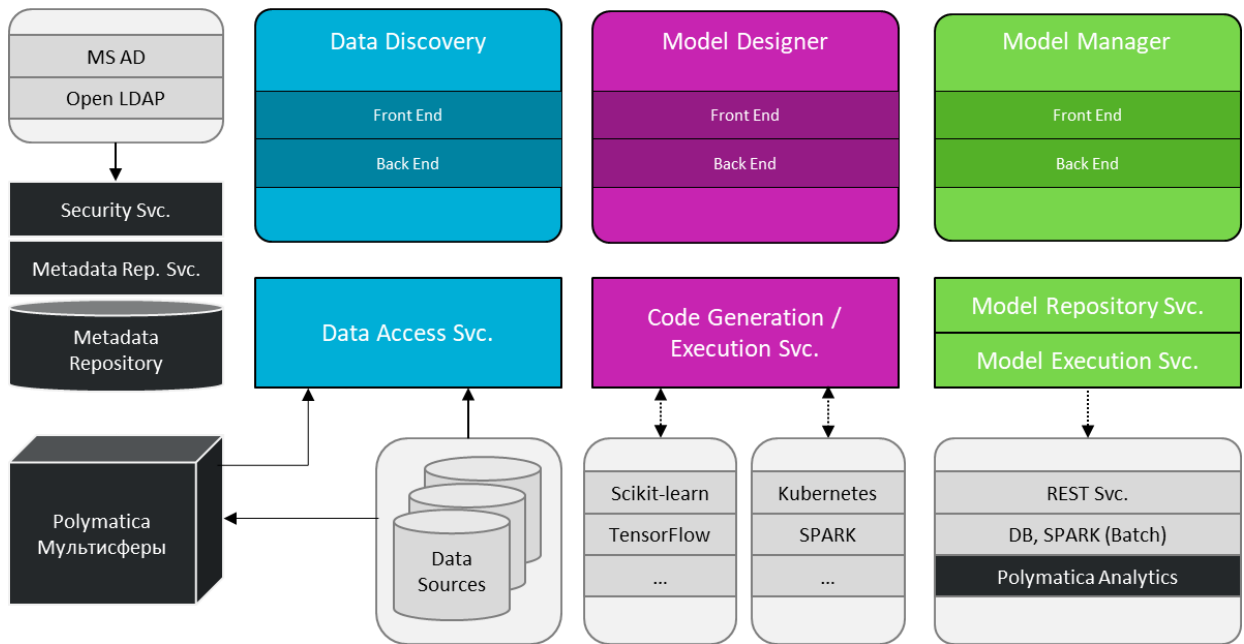 MS AD
Open LDAP
Security Svc.
Metadata Rep. Svc.
Metadata
Repository
Polymatica
Мультисферы
Data Discovery
Front End
Back End
Data Access Svc.
Data
Sources
Model Designer
Front End
Back End
Code Generation /
Execution Svc.
Scikit-learn
TensorFlow
...
Kubernetes
SPARK
...
Model Manager
Front End
Back End
Model Repository Svc.
Model Execution Svc.
REST Svc.
DB, SPARK (Batch)
Polymatica Analytics